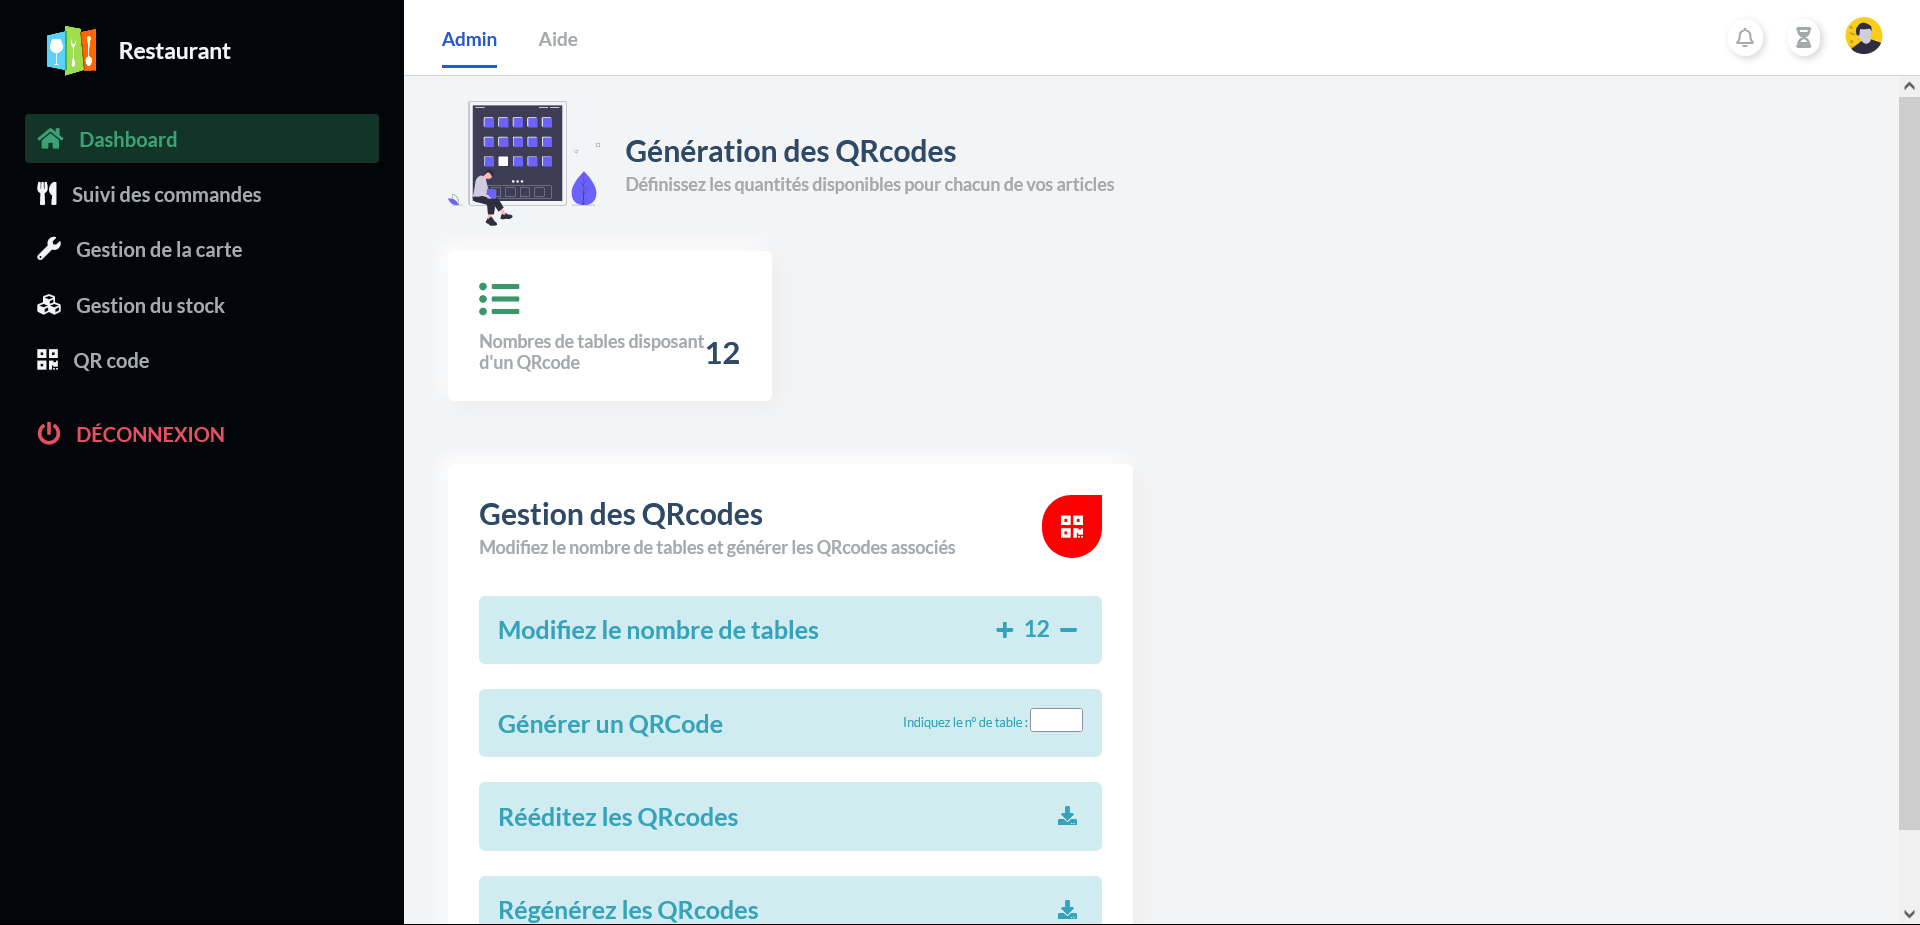 Restaurant
Dashboard
Suivi des commandes
Gestion de la carte
Gestion du stock
QR code
DÉCONNEXION
Admin
Aide
Génération des QRcodes
Définissez les quantités disponibles pour chacun de vos articles
Nombres de tables disposant
d'un QRcode
12
Gestion des QRcodes
Modifiez le nombre de tables et générer les QRcodes associés
Modifiez le nombre de tables
+ 12 −
Générer un QRCode
Indiquez le n° de table :
Rééditez les QRcodes
Régénérez les QRcodes